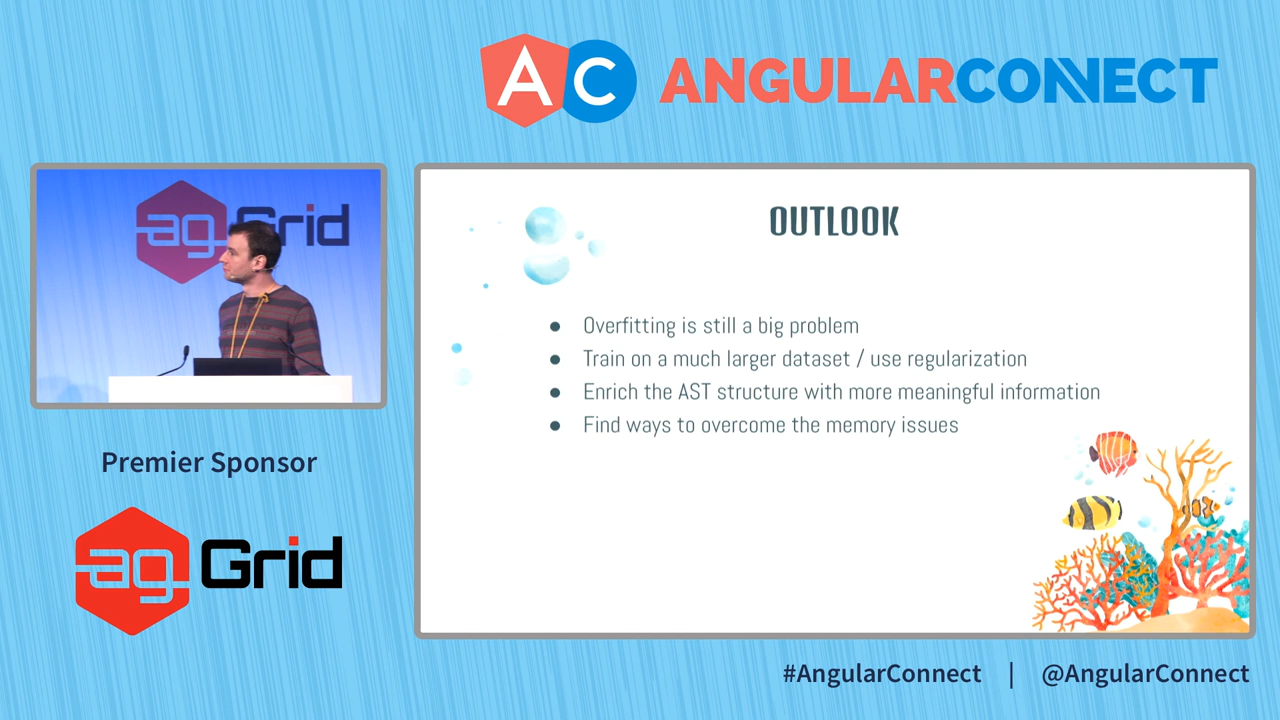 AC ANGULARCONNECT
ag Grid
OUTLOOK
● Overfitting is still a big problem
● Train on a much larger dataset / use regularization
● Enrich the AST structure with more meaningful information
● Find ways to overcome the memory issues
Premier Sponsor
ag Grid
#AngularConnect | @AngularConnect